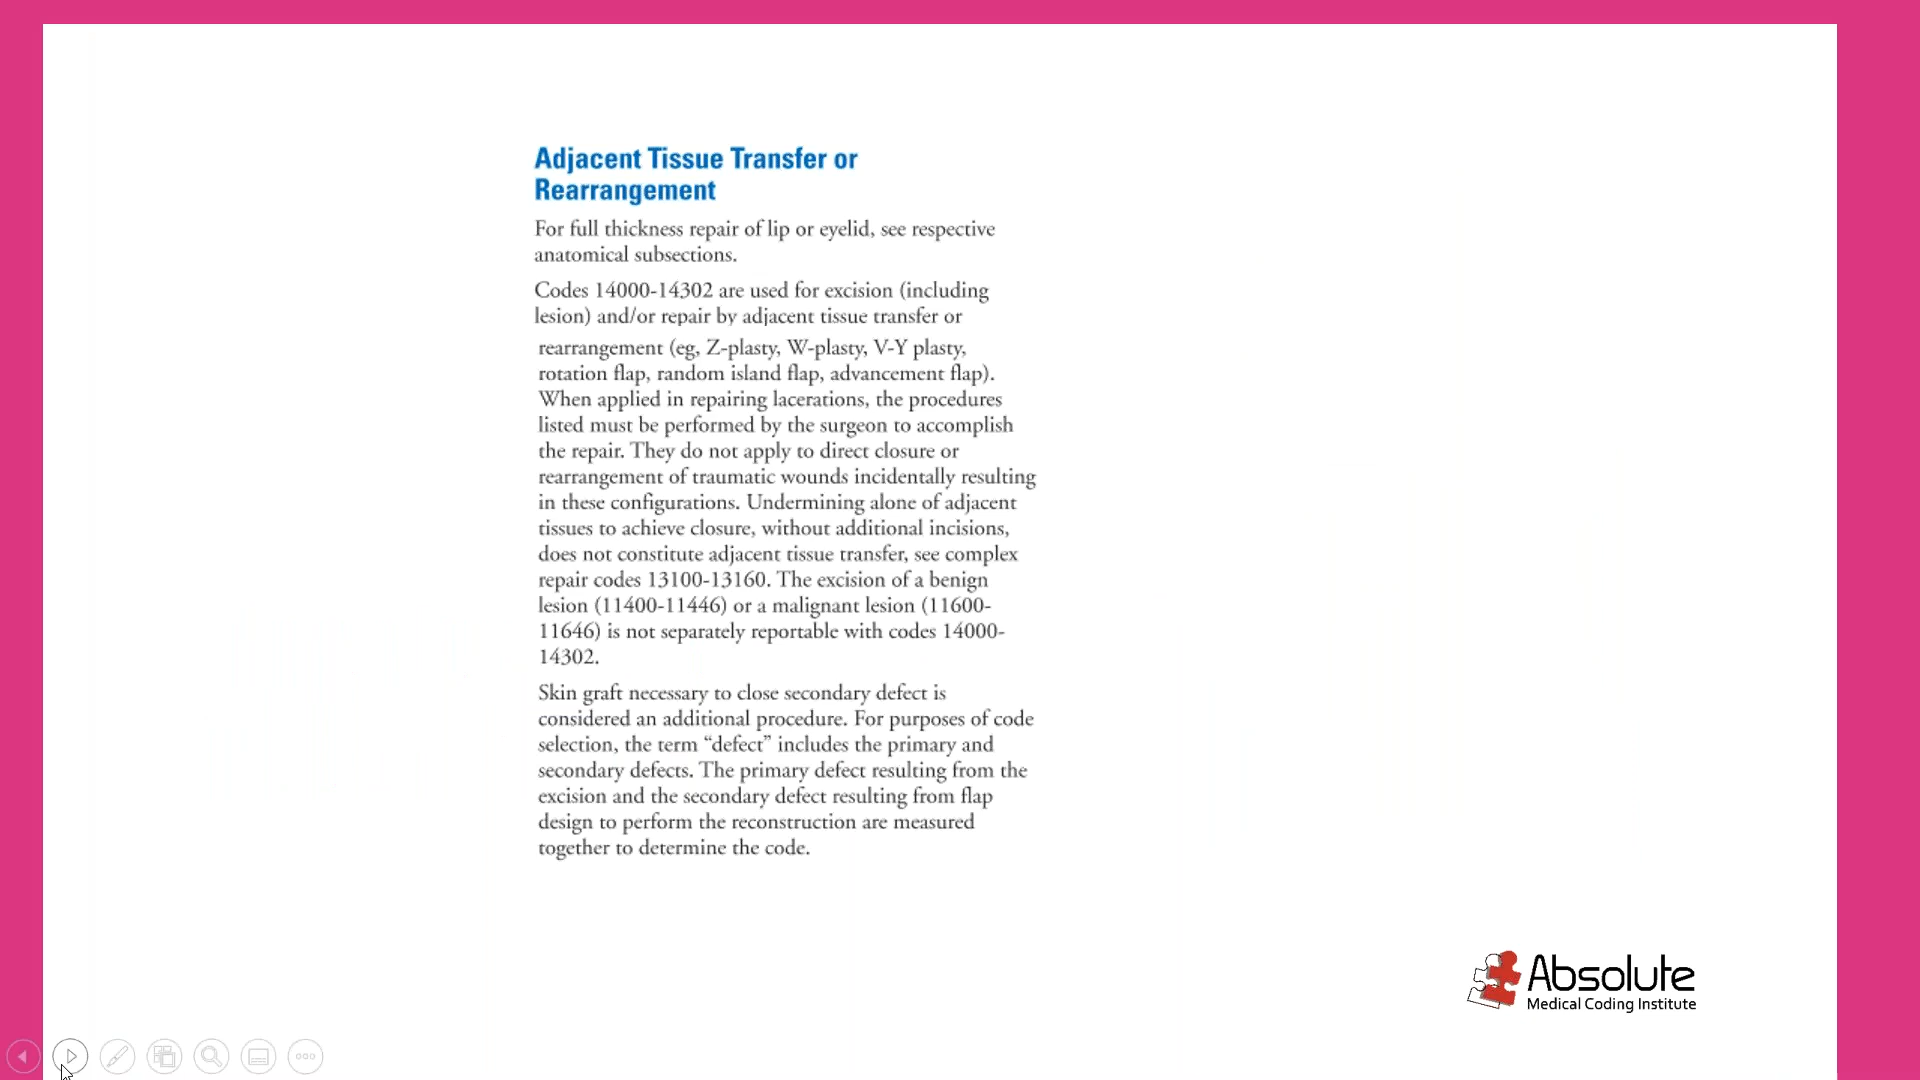 Adjacent Tissue Transfer or
Rearrangement
For full thickness repair of lip or eyelid, see respective
anatomical subsections.
Codes 14000-14302 are used for excision (including
lesion) and/or repair by adjacent tissue transfer or
rearrangement (eg, Z-plasty, W-plasty, V-Y plasty,
rotation flap, random island flap, advancement flap).
When applied in repairing lacerations, the procedures
listed must be performed by the surgeon to accomplish
the repair. They do not apply to direct closure or
rearrangement of traumatic wounds incidentally resulting
in these configurations. Undermining alone of adjacent
tissues to achieve closure, without additional incisions,
does not constitute adjacent tissue transfer, see complex
repair codes 13100-13160. The excision of a benign
lesion (11400-11446) or a malignant lesion (11600-
11646) is not separately reportable with codes 14000-
14302.
Skin graft necessary to close secondary defect is
considered an additional procedure. For purposes of code
selection, the term “defect” includes the primary and
secondary defects. The primary defect resulting from the
excision and the secondary defect resulting from flap
design to perform the reconstruction are measured
together to determine the code.
Absolute
Medical Coding Institute